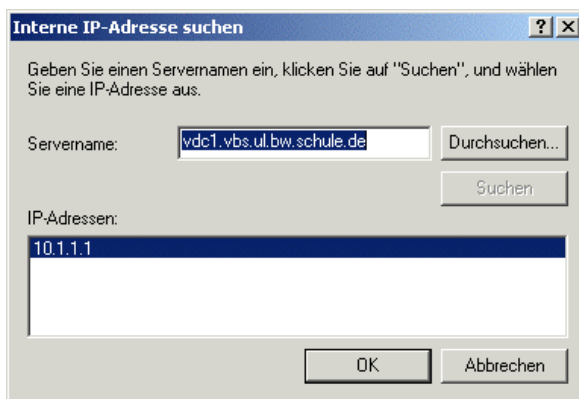 Interne IP-Adresse suchen
Geben Sie einen Servernamen ein, klicken Sie auf "Suchen", und wählen
Sie eine IP-Adresse aus.
Servername: vdc1.vbs.ul.bw.schule.de Durchsuchen...
Suchen
IP-Adressen:
10.1.1.1
OK Abbrechen